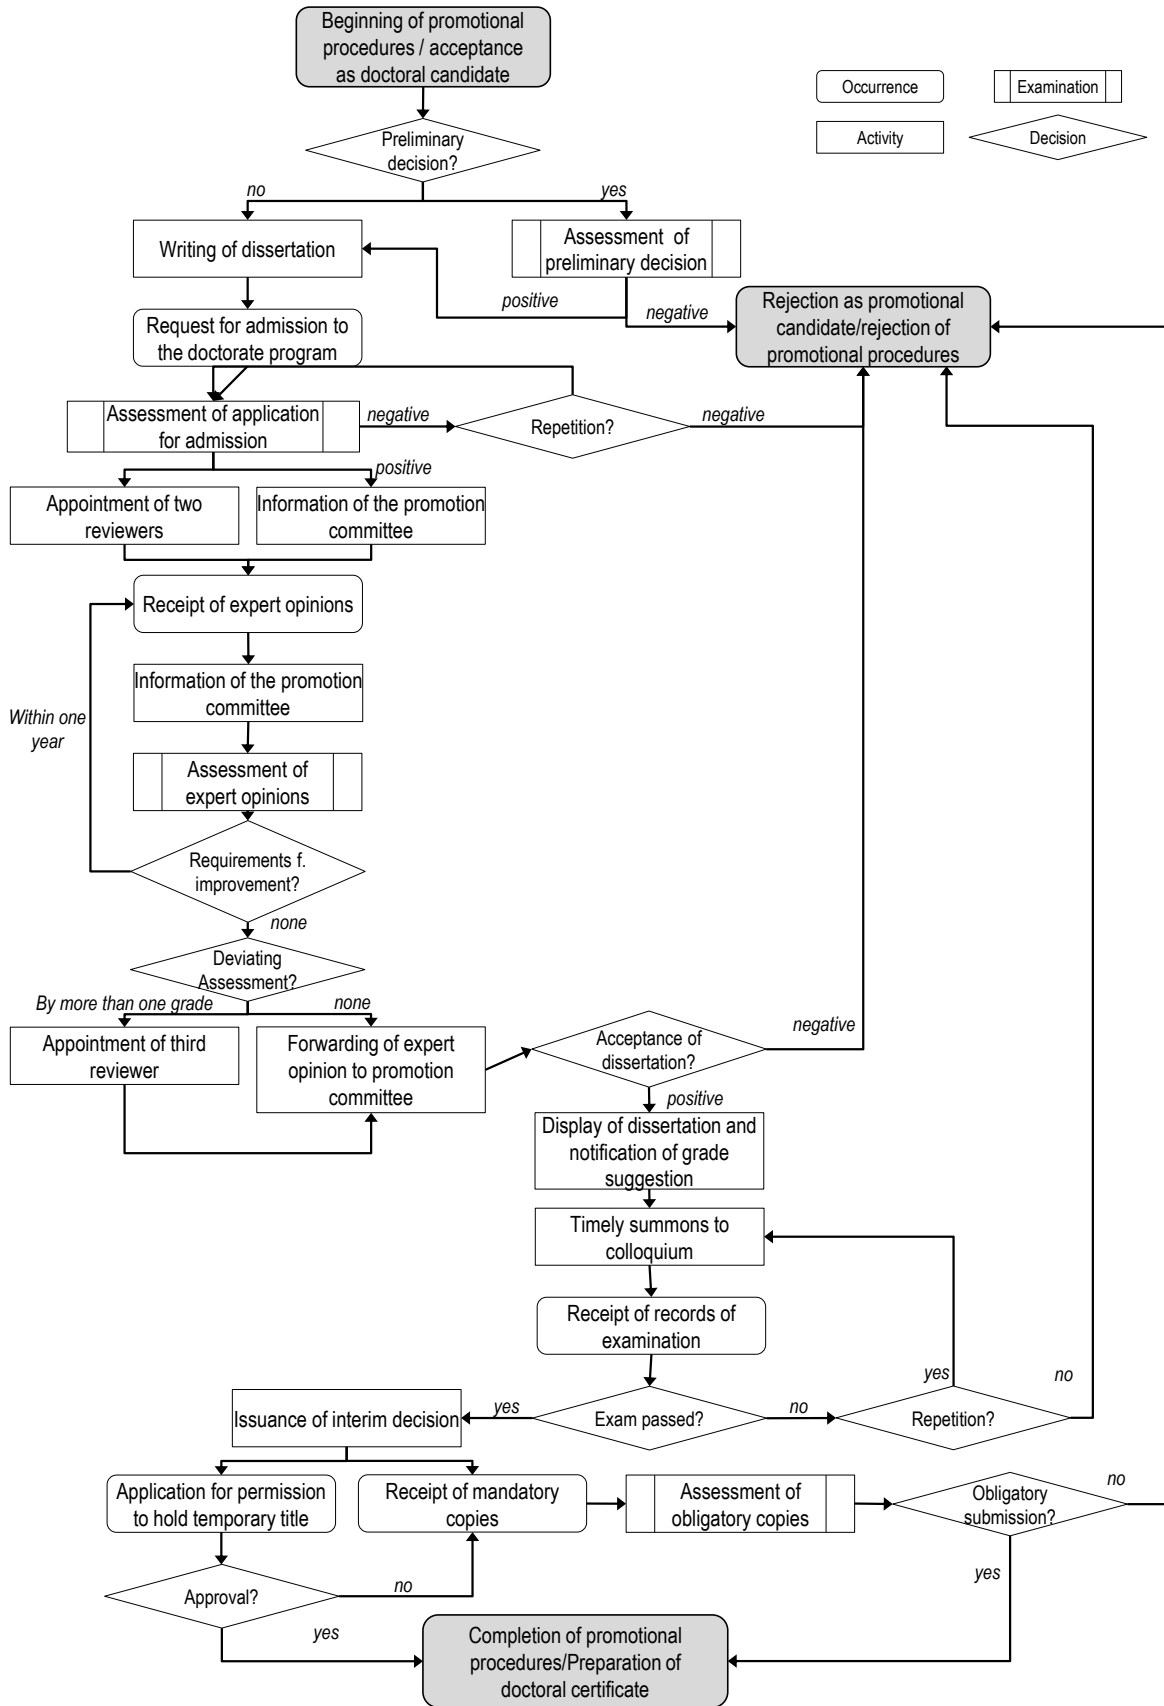 Beginning of promotional
procedures / acceptance
as doctoral candidate
Occurrence
Examination
Activity
Decision
Preliminary
decision?
no
yes
Writing of dissertation
Assessment of
preliminary decision
positive
negative
Rejection as promotional
candidate/rejection of
promotional procedures
Request for admission to
the doctorate program
Assessment of application
for admission
negative
Repetition?
negative
positive
Appointment of two
reviewers
Information of the promotion
committee
Receipt of expert opinions
Information of the promotion
committee
Within one
year
Assessment of
expert opinions
Requirements f.
improvement?
none
Deviating
Assessment?
By more than one grade
none
Appointment of third
reviewer
Forwarding of expert
opinion to promotion
committee
Acceptance of
dissertation?
negative
positive
Display of dissertation and
notification of grade
suggestion
Timely summons to
colloquium
Receipt of records of
examination
yes
no
Issuance of interim decision
yes
Exam passed?
no
Repetition?
Application for permission
to hold temporary title
Receipt of mandatory
copies
Assessment of
obligatory copies
Obligatory
submission?
no
Approval?
no
yes
yes
Completion of promotional
procedures/Preparation of
doctoral certificate